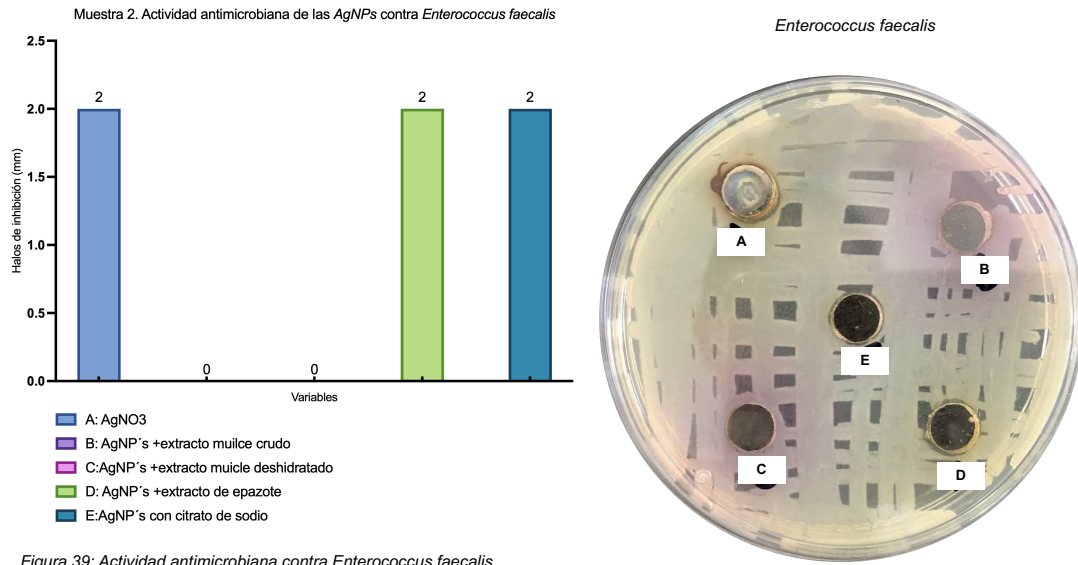 Muestra 2. Actividad antimicrobiana de las AgNPs contra Enterococcus faecalis
Halos de inhibición (mm)
2.5
2.0
1.5
1.0
0.5
0.0
2
0
0
2
2
Variables
A: AgNO3
B: AgNP´s +extracto muilce crudo
C:AgNP´s +extracto muicle deshidratado
D: AgNP´s +extracto de epazote
E:AgNP´s con citrato de sodio
Enterococcus faecalis
A
B
E
C
D
Figura 39: Actividad antimicrobiana contra Enterococcus faecalis